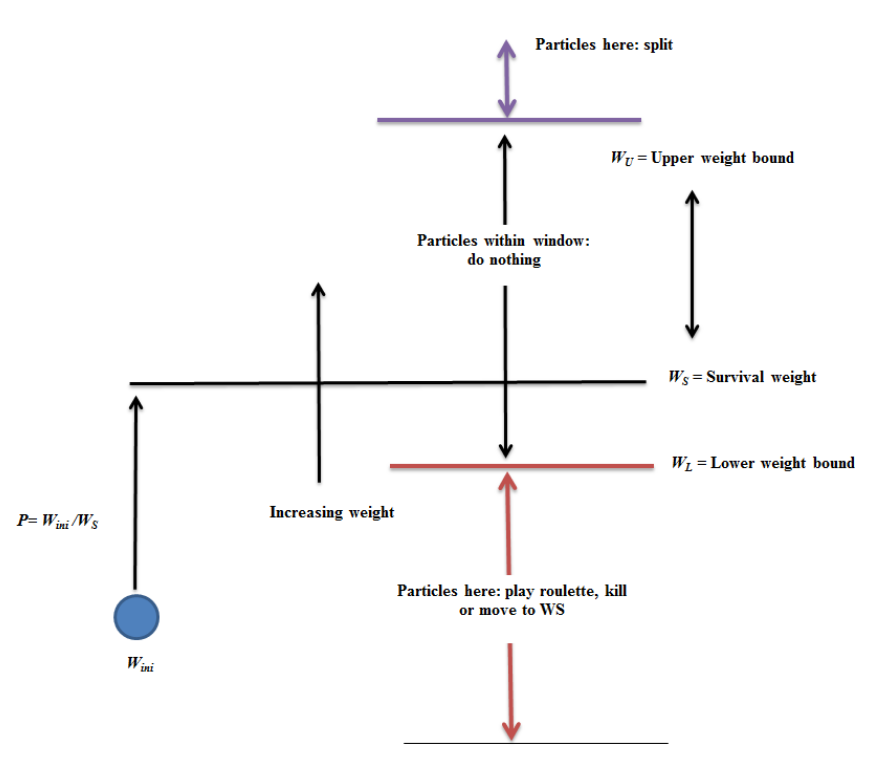 Particles here: split
W_U = Upper weight bound
Particles within window:
do nothing
W_S = Survival weight
W_L = Lower weight bound
Increasing weight
P= W_ini /W_S
Particles here: play roulette, kill
or move to WS
W_ini